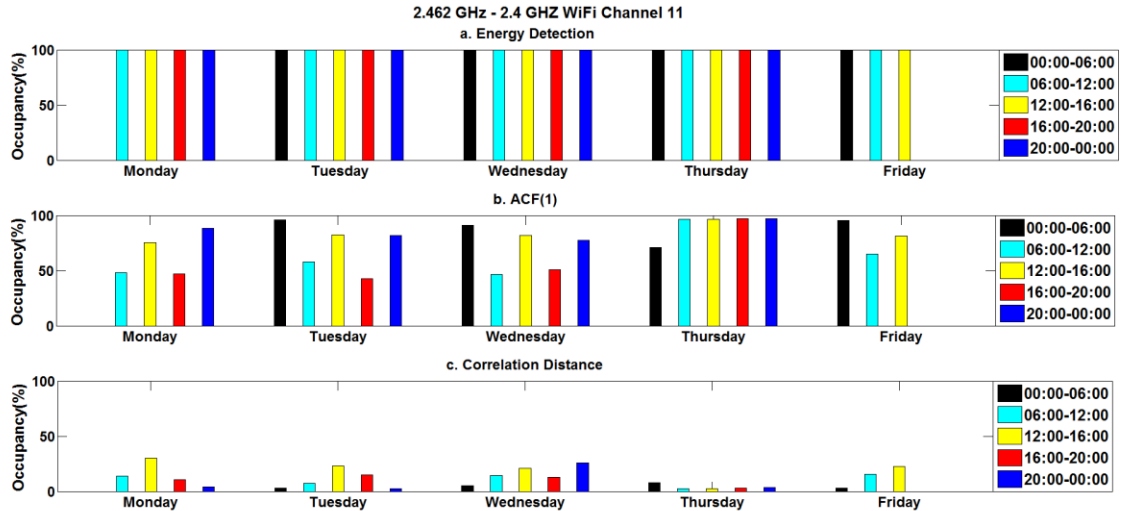 2.462 GHz - 2.4 GHZ WiFi Channel 11
a. Energy Detection
Occupancy(%)
100
50
0
Monday Tuesday Wednesday Thursday Friday
00:00-06:00
06:00-12:00
12:00-16:00
16:00-20:00
20:00-00:00
b. ACF(1)
Occupancy(%)
100
50
0
Monday Tuesday Wednesday Thursday Friday
00:00-06:00
06:00-12:00
12:00-16:00
16:00-20:00
20:00-00:00
c. Correlation Distance
Occupancy(%)
100
50
0
Monday Tuesday Wednesday Thursday Friday
00:00-06:00
06:00-12:00
12:00-16:00
16:00-20:00
20:00-00:00